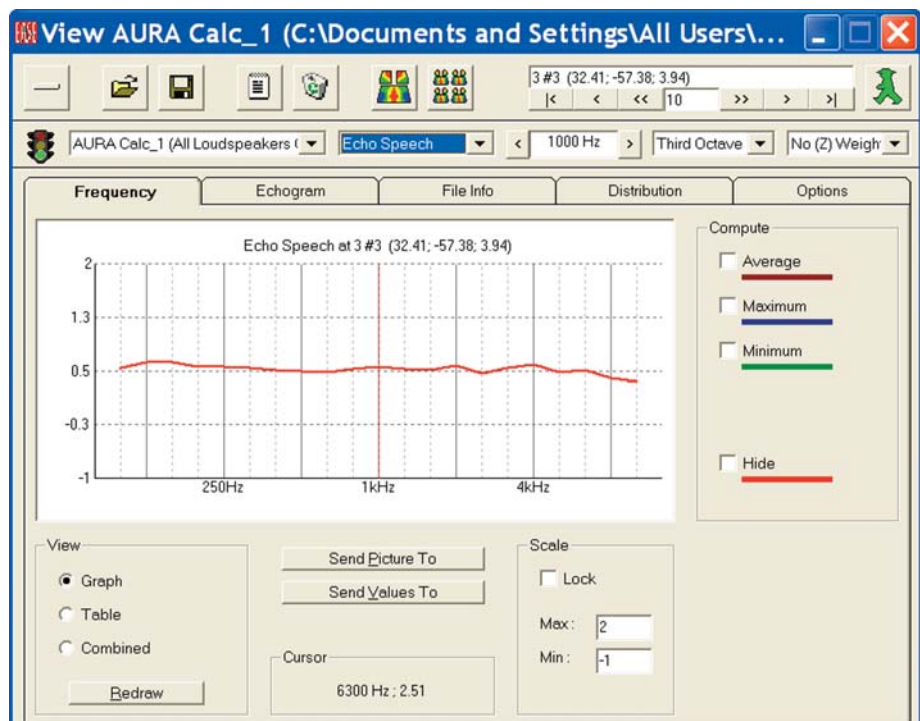 EASE View AURA Calc_1 (C:\Documents and Settings\All Users\...
3 #3 (32.41; -57.38; 3.94)
|< < << 10 >> > >|
AURA Calc_1 (All Loudspeakers ( Echo Speech < 1000 Hz > Third Octave No (Z) Weigh
Frequency Echogram File Info Distribution Options
Echo Speech at 3 #3 (32.41; -57.38; 3.94)
2
1.3
0.5
-0.3
-1
250Hz 1kHz 4kHz
Compute
Average
Maximum
Minimum
Hide
View
Graph
Table
Combined
Redraw
Send Picture To
Send Values To
Cursor
6300 Hz ; 2.51
Scale
Lock
Max : 2
Min : -1